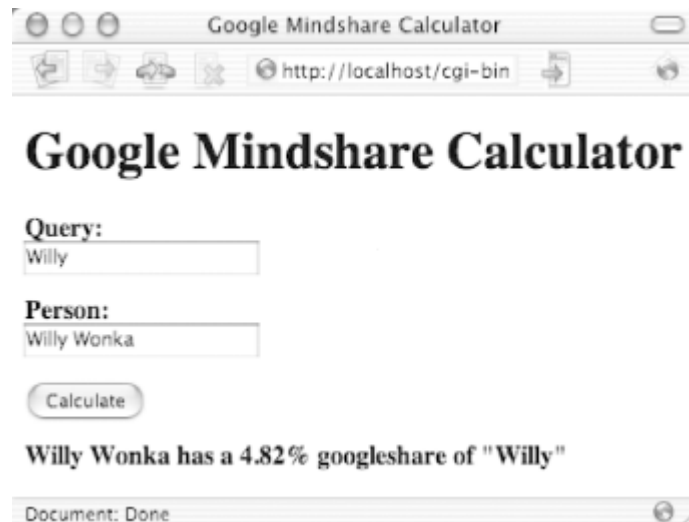 Google Mindshare Calculator
http://localhost/cgi-bin
Google Mindshare Calculator
Query:
Willy
Person:
Willy Wonka
Calculate
Willy Wonka has a 4.82% googleshare of "Willy"
Document: Done